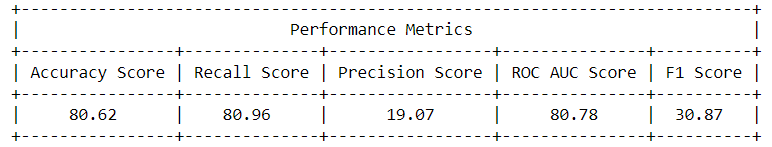 Performance Metrics
Accuracy Score | Recall Score | Precision Score | ROC AUC Score | F1 Score
80.62 | 80.96 | 19.07 | 80.78 | 30.87